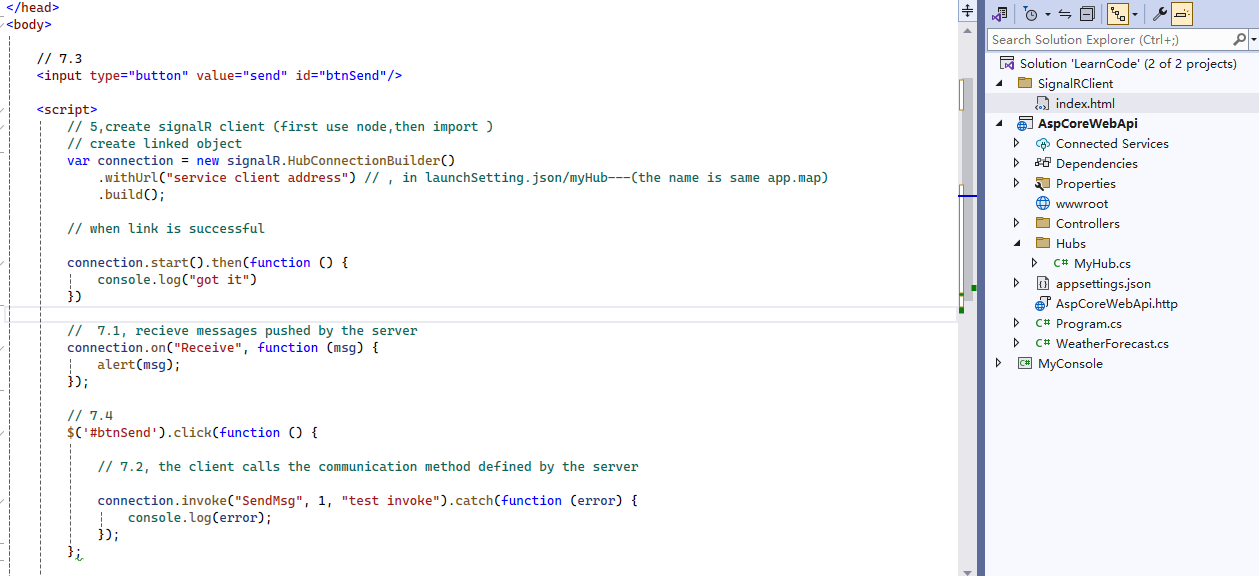 </head>
<body>
// 7.3
<input type="button" value="send" id="btnSend"/>
<script>
// 5,create signalR client (first use node,then import )
// create linked object
var connection = new signalR.HubConnectionBuilder()
.withUrl("service client address") // , in launchSetting.json/myHub---(the name is same app.map)
.build();
// when link is successful
connection.start().then(function () {
console.log("got it")
})
//  7.1, recieve messages pushed by the server
connection.on("Receive", function (msg) {
alert(msg);
});
// 7.4
$('#btnSend').click(function () {
// 7.2, the client calls the communication method defined by the server
connection.invoke("SendMsg", 1, "test invoke").catch(function (error) {
console.log(error);
});
};
Search Solution Explorer (Ctrl+;)
Solution 'LearnCode' (2 of 2 projects)
SignalRClient
index.html
AspCoreWebApi
Connected Services
Dependencies
Properties
wwwroot
Controllers
Hubs
C# MyHub.cs
appsettings.json
AspCoreWebApi.http
C# Program.cs
C# WeatherForecast.cs
C# MyConsole